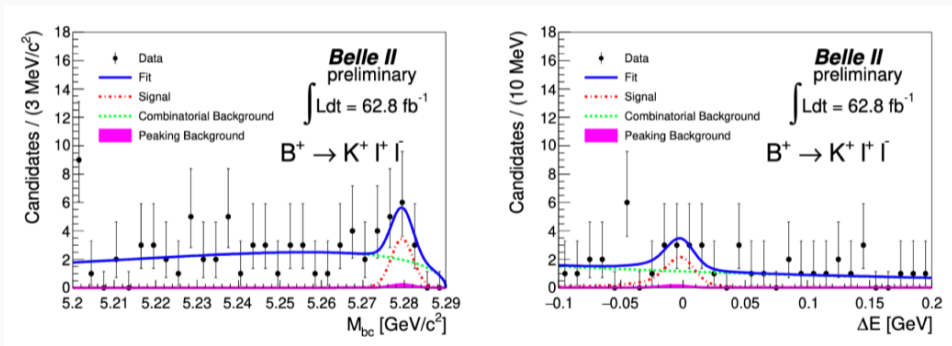 Candidates / (3 MeV/c²)
18
16
14
12
10
8
6
4
2
0
Belle II
preliminary
∫Ldt = 62.8 fb⁻¹
B⁺ → K⁺ l⁺ l⁻
Data
Fit
Signal
Combinatorial Background
Peaking Background
5.2 5.21 5.22 5.23 5.24 5.25 5.26 5.27 5.28 5.29
M_bc [GeV/c²]
Candidates / (10 MeV)
18
16
14
12
10
8
6
4
2
0
Belle II
preliminary
∫Ldt = 62.8 fb⁻¹
B⁺ → K⁺ l⁺ l⁻
Data
Fit
Signal
Combinatorial Background
Peaking Background
−0.1 −0.05 0 0.05 0.1 0.15 0.2
ΔE [GeV]